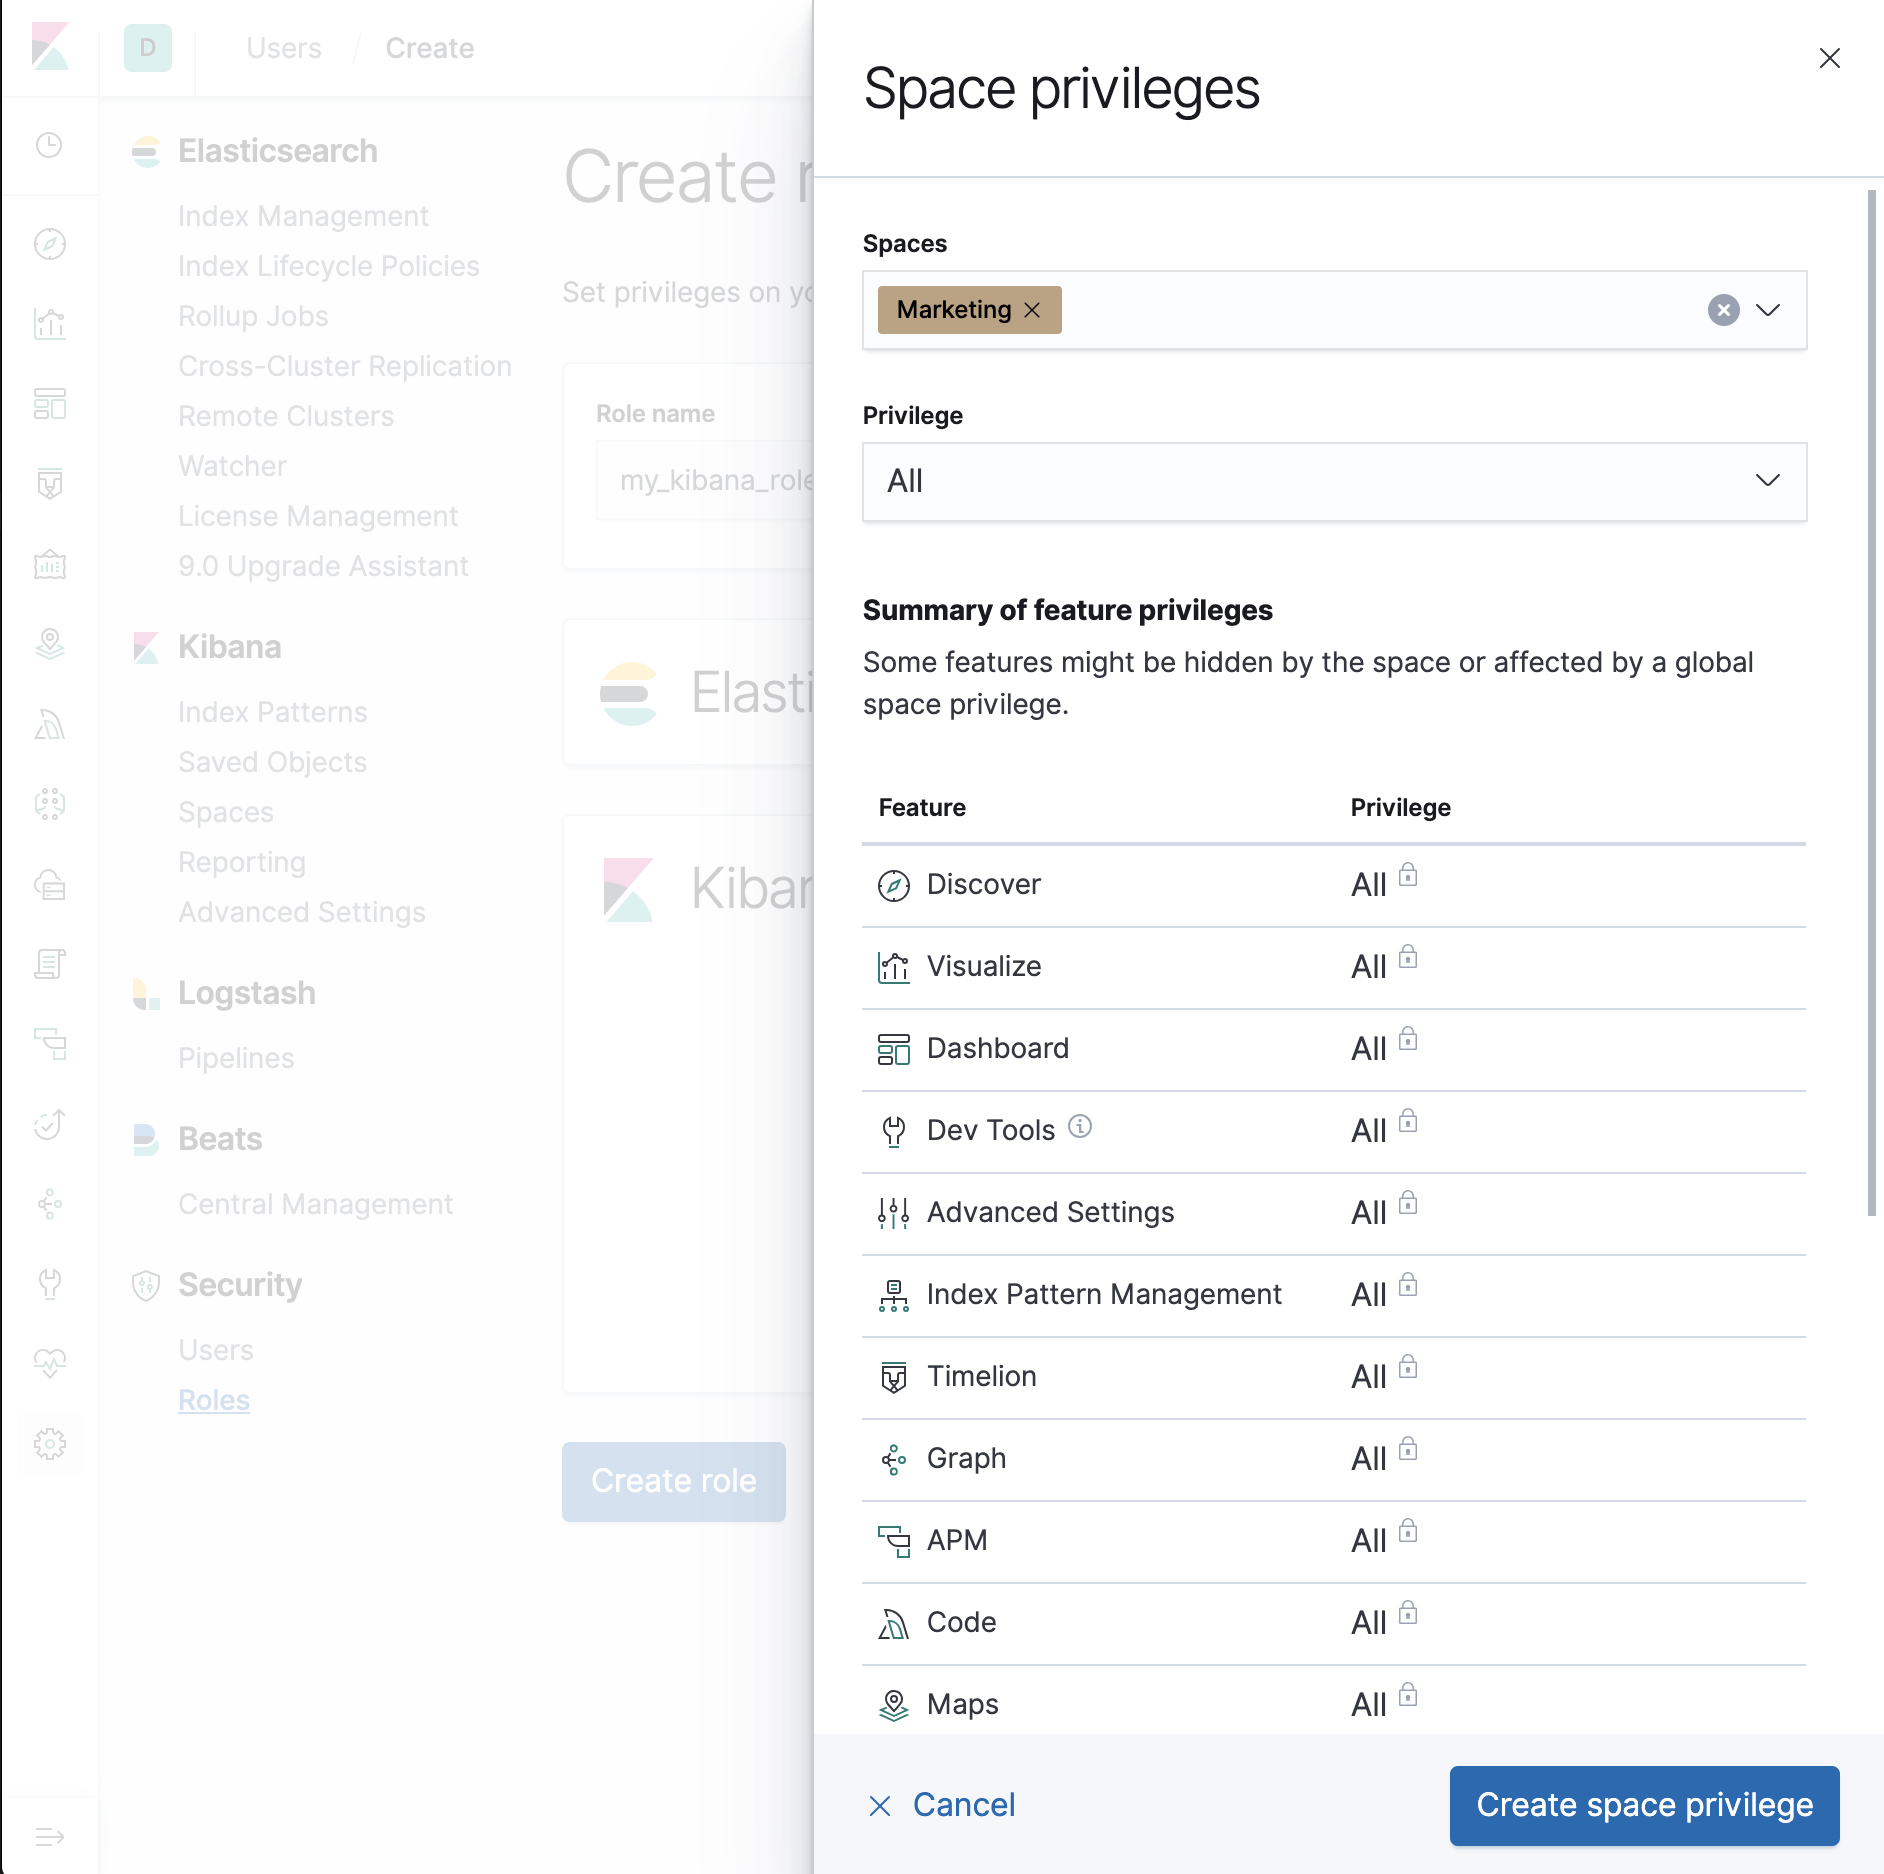 D
Users / Create
Elasticsearch
Index Management
Index Lifecycle Policies
Rollup Jobs
Cross-Cluster Replication
Remote Clusters
Watcher
License Management
9.0 Upgrade Assistant
Kibana
Index Patterns
Saved Objects
Spaces
Reporting
Advanced Settings
Logstash
Pipelines
Beats
Central Management
Security
Users
Roles
Create r
Set privileges on yo
Role name
my_kibana_role
Elasti
Kiban
Create role
Space privileges
Spaces
Marketing
Privilege
All
Summary of feature privileges
Some features might be hidden by the space or affected by a global
space privilege.
Feature Privilege
Discover All
Visualize All
Dashboard All
Dev Tools All
Advanced Settings All
Index Pattern Management All
Timelion All
Graph All
APM All
Code All
Maps All
Cancel
Create space privilege